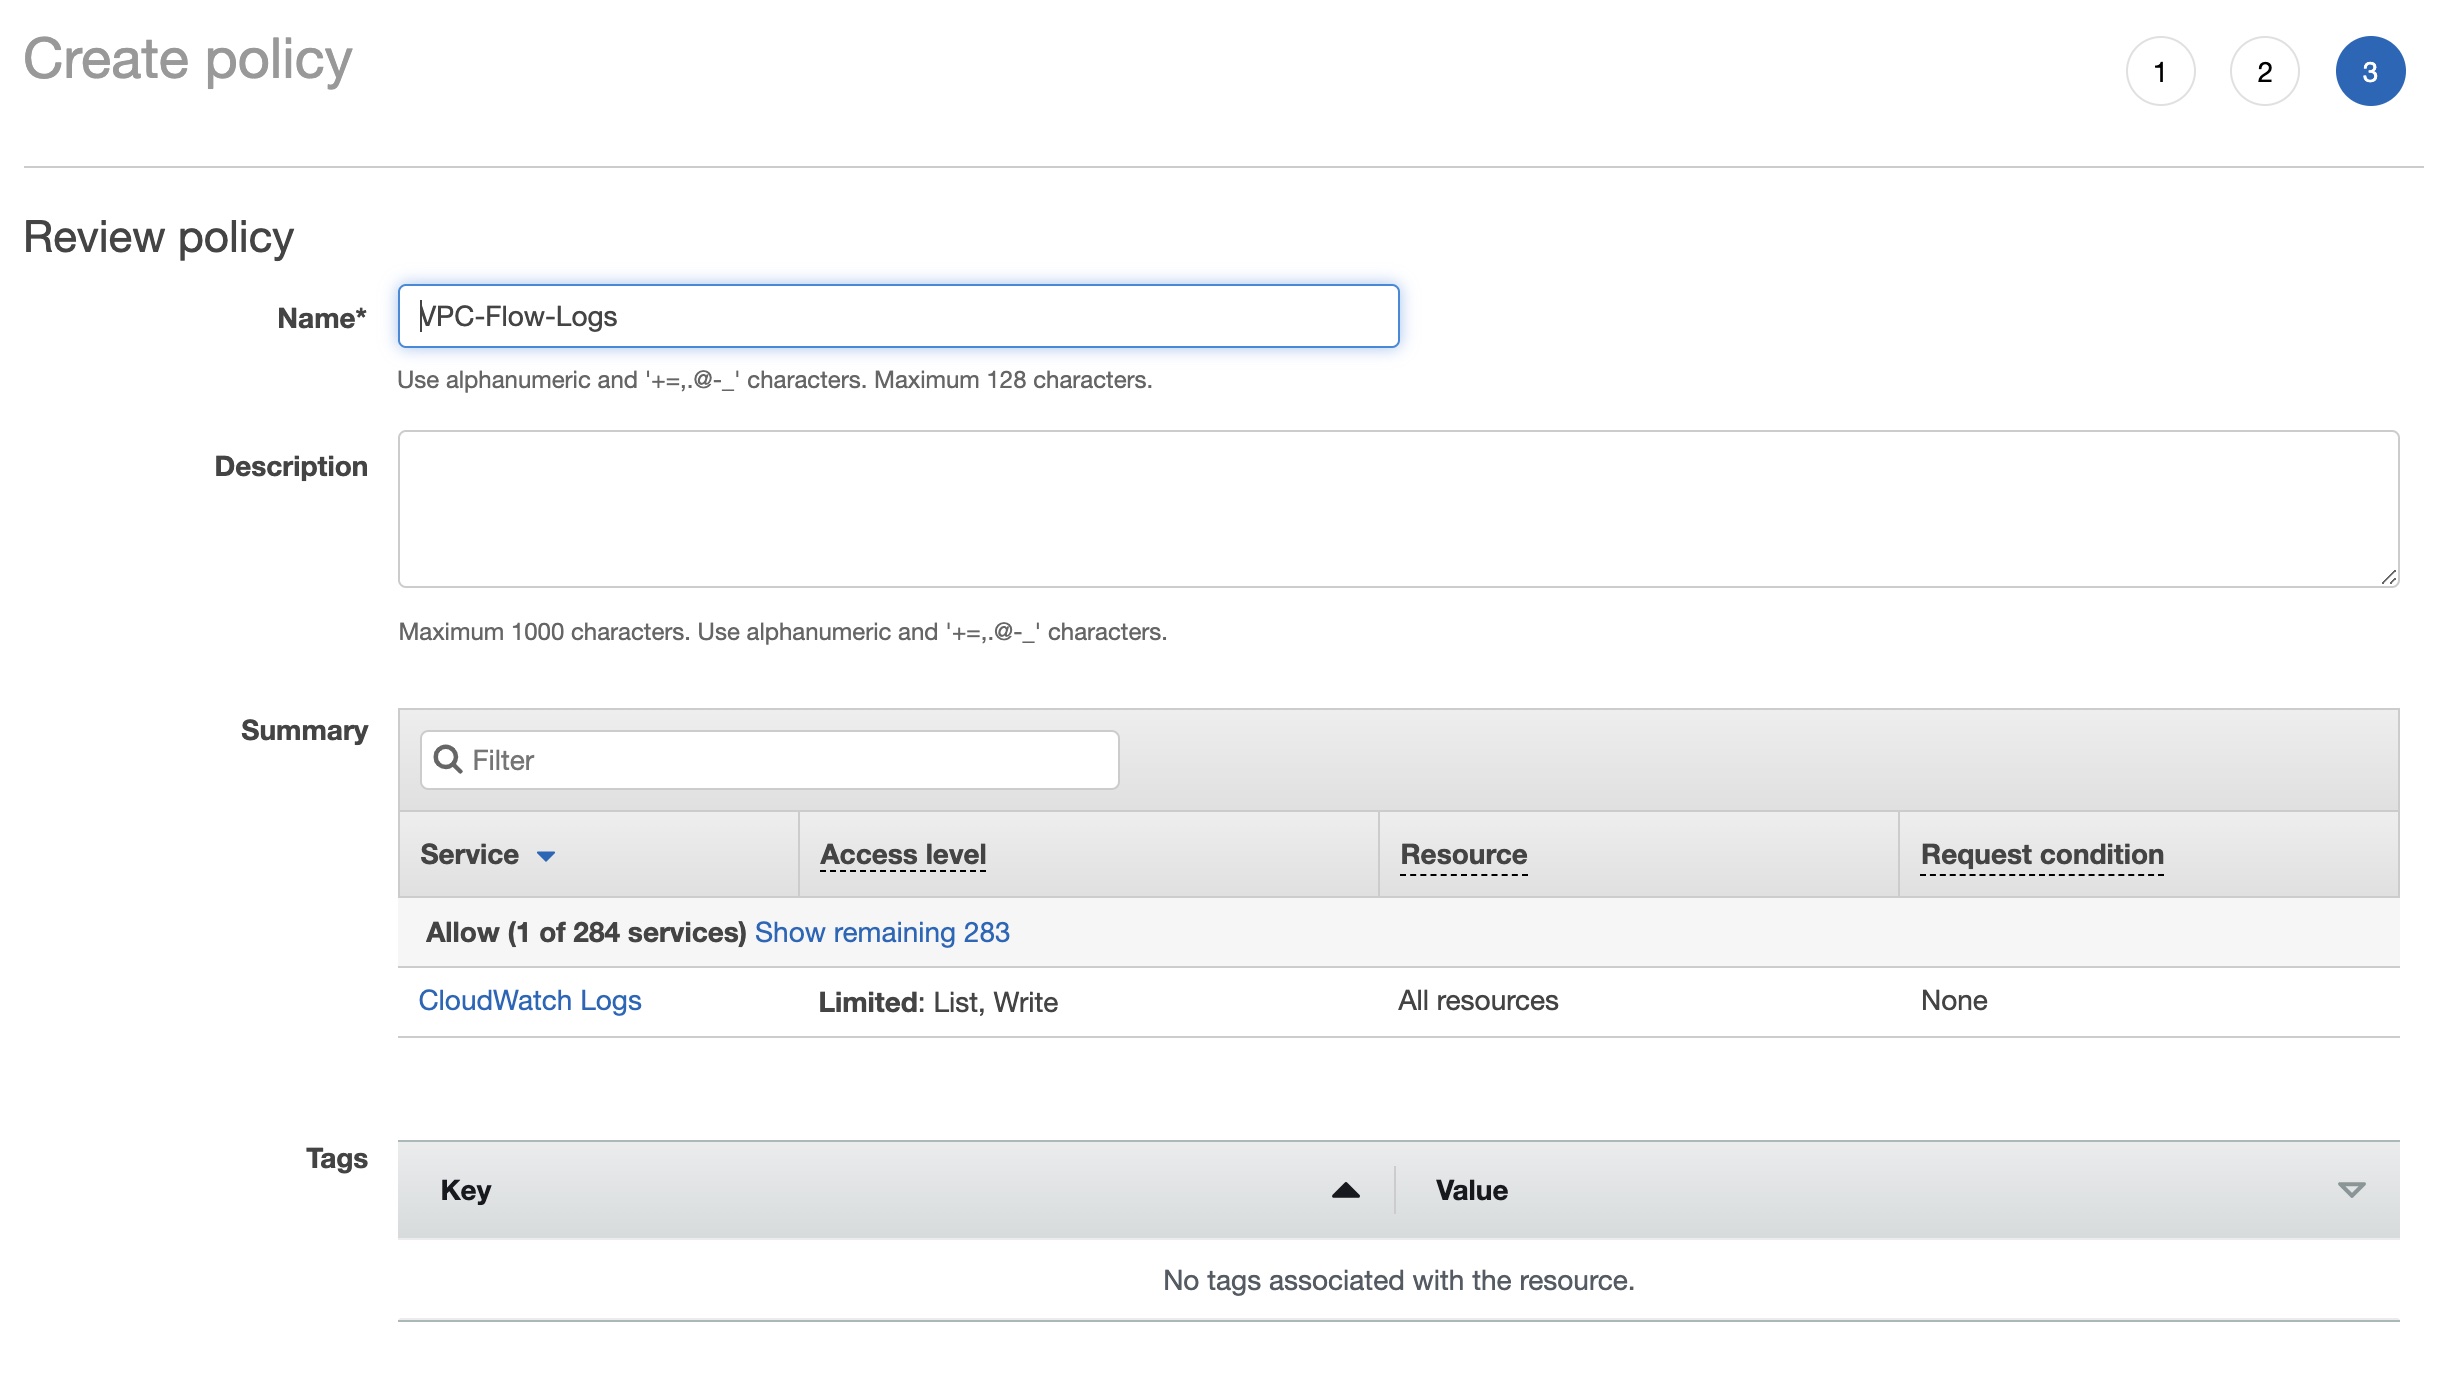 Create policy
1 2 3
Review policy
Name* VPC-Flow-Logs
Use alphanumeric and '+=,.@-_' characters. Maximum 128 characters.
Description
Maximum 1000 characters. Use alphanumeric and '+=,.@-_' characters.
Summary Filter
Service Access level Resource Request condition
Allow (1 of 284 services) Show remaining 283
CloudWatch Logs Limited: List, Write All resources None
Tags
Key Value
No tags associated with the resource.